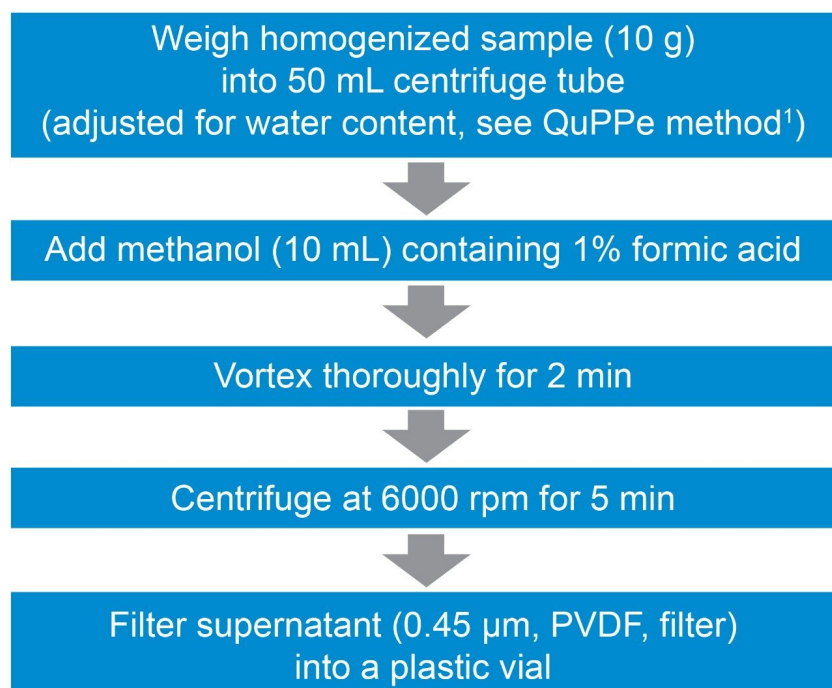 Weigh homogenized sample (10 g)
into 50 mL centrifuge tube
(adjusted for water content, see QuPPe method¹)
Add methanol (10 mL) containing 1% formic acid
Vortex thoroughly for 2 min
Centrifuge at 6000 rpm for 5 min
Filter supernatant (0.45 µm, PVDF, filter)
into a plastic vial